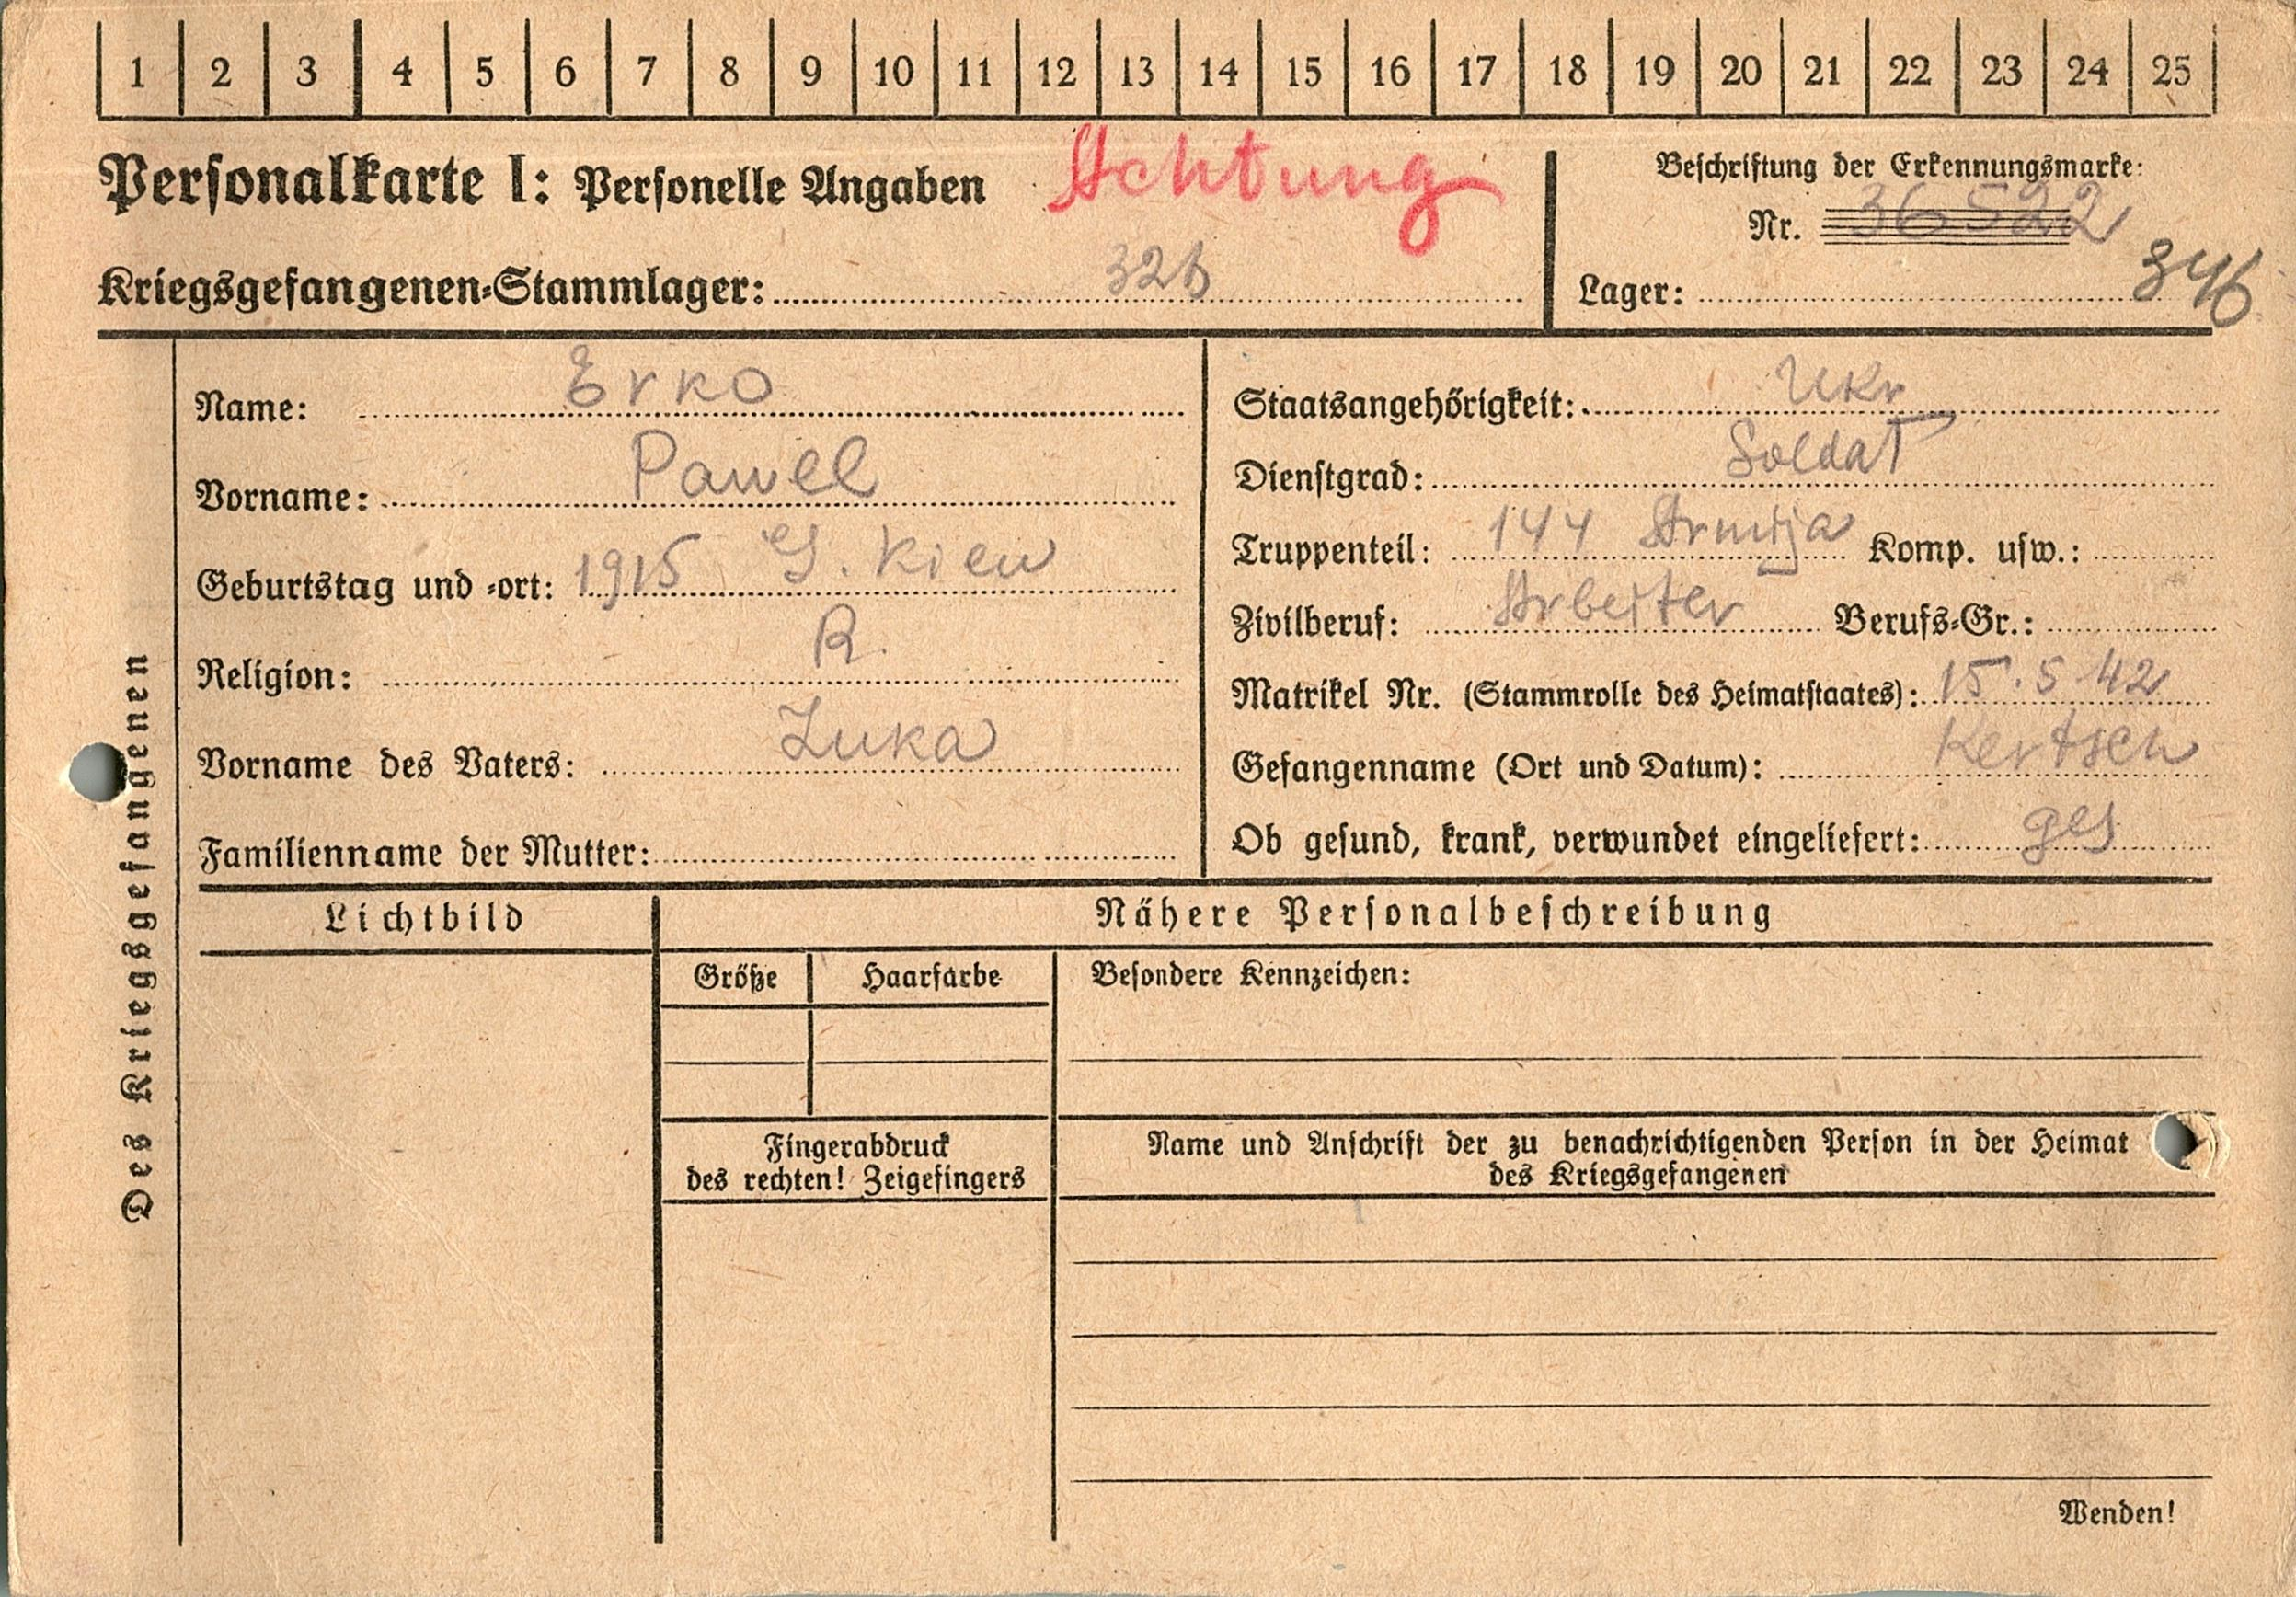 1 2 3 4 5 6 7 8 9 10 11 12 13 14 15 16 17 18 19 20 21 22 23 24 25
Personalkarte I: Personelle Angaben Achtung
Beschriftung der Erkennungsmarke:
Nr. 36522
Kriegsgefangenen-Stammlager: 326
Lager: 346
Des Kriegsgefangenen
Name: Erko
Vorname: Pawel
Geburtstag und -ort: 1915 G. Kiew
Religion: R.
Vorname des Vaters: Luka
Familienname der Mutter:
Staatsangehörigkeit: Ukr
Dienstgrad: Soldat
Truppenteil: 144 Armija Komp. usw.:
Zivilberuf: Arbeiter Berufs-Gr.:
Matrikel Nr. (Stammrolle des Heimatstaates): 15.5 42
Gefangenname (Ort und Datum): Kertsch
Ob gesund, krank, verwundet eingeliefert: ges
Lichtbild
Nähere Personalbeschreibung
Größe Haarfarbe Besondere Kennzeichen:
Fingerabdruck
des rechten! Zeigefingers
Name und Anschrift der zu benachrichtigenden Person in der Heimat
des Kriegsgefangenen
Wenden!